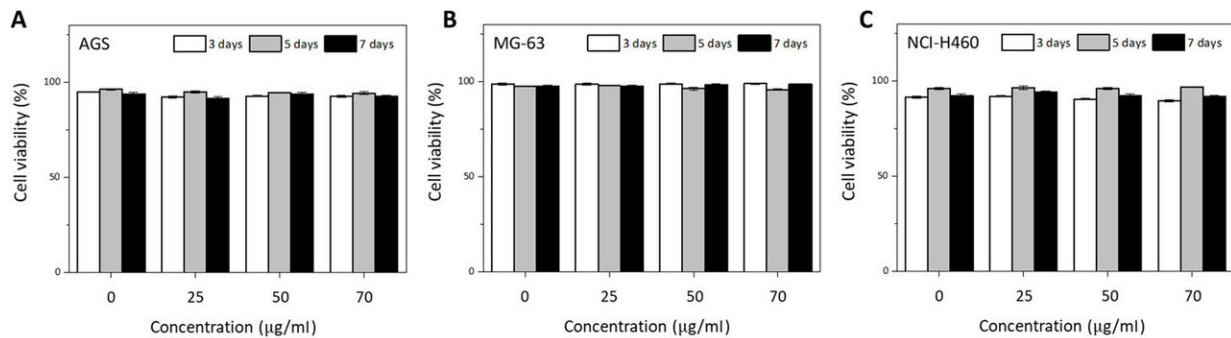 A
AGS
3 days 5 days 7 days
Cell viability (%)
100
50
0
0 25 50 70
Concentration (μg/ml)
B
MG-63
3 days 5 days 7 days
Cell viability (%)
100
50
0
0 25 50 70
Concentration (μg/ml)
C
NCI-H460
3 days 5 days 7 days
Cell viability (%)
100
50
0
0 25 50 70
Concentration (μg/ml)